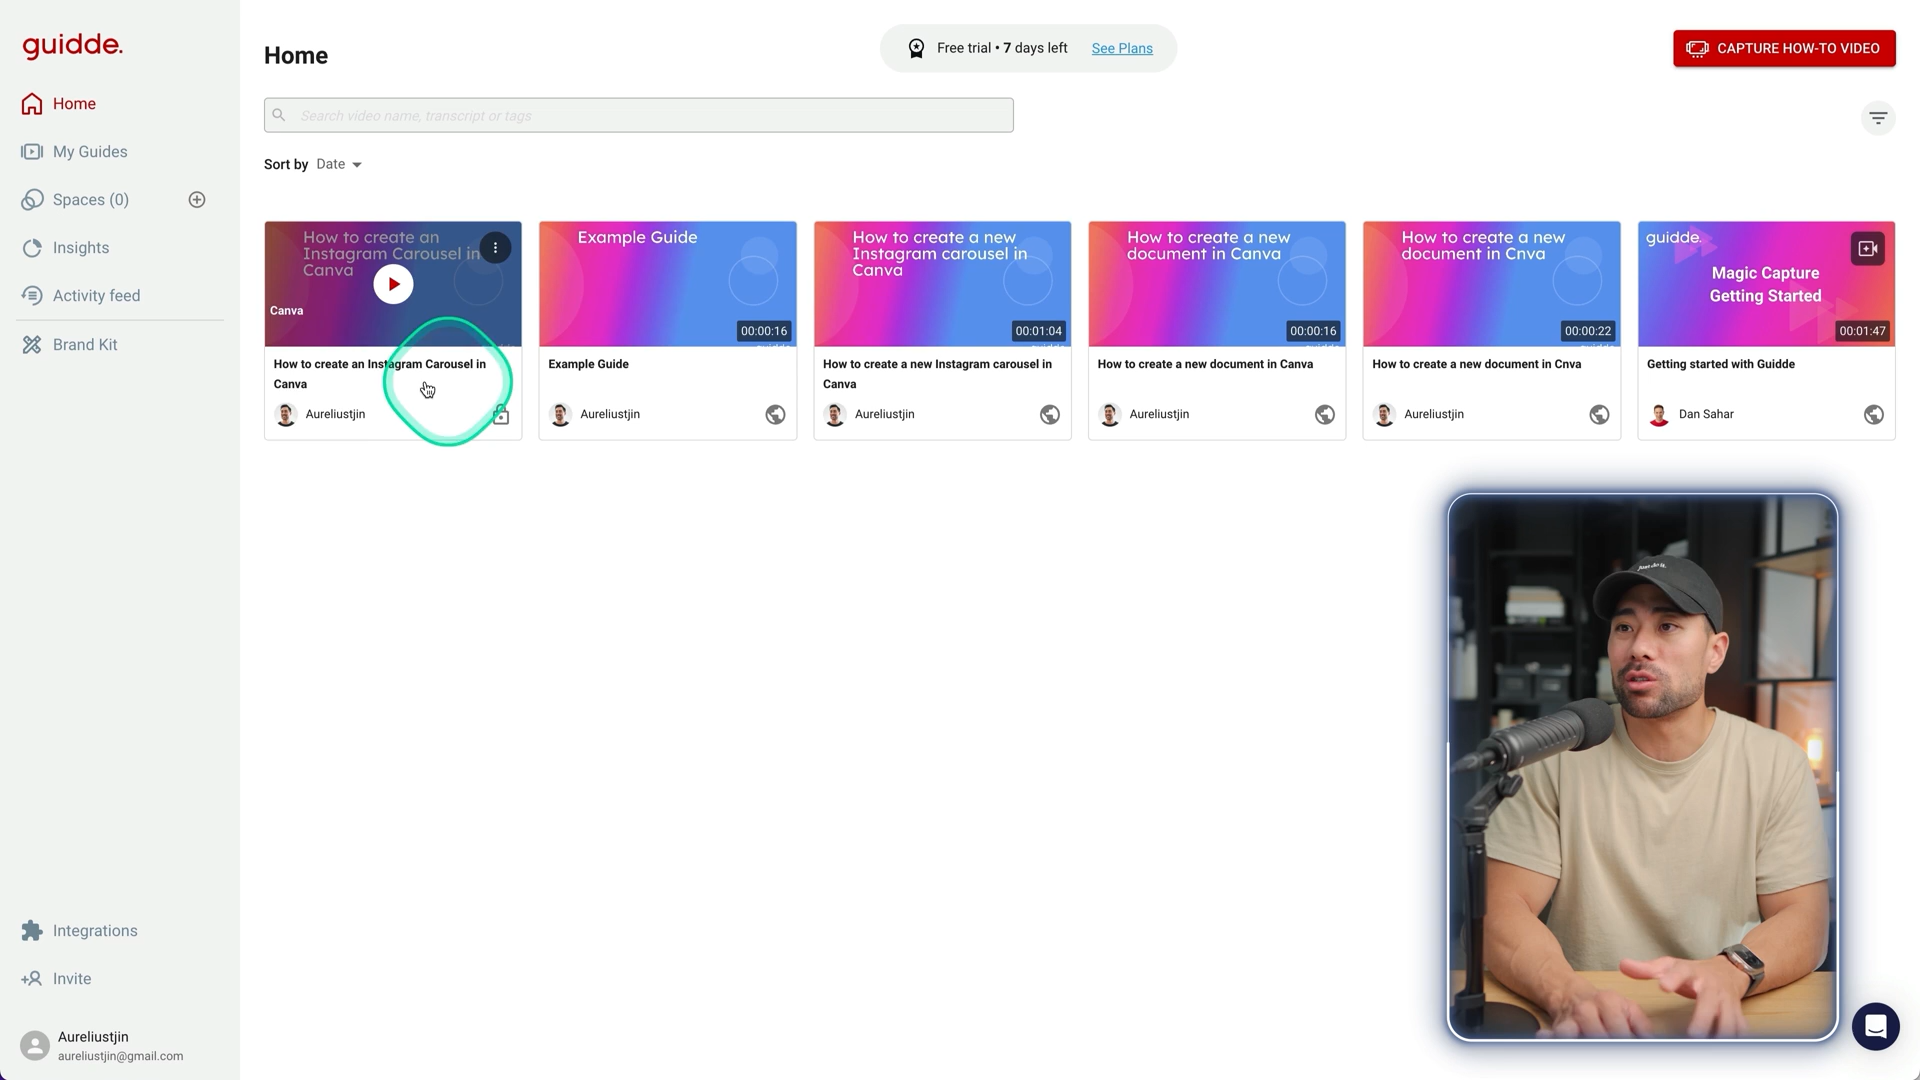 guidde.
Home
Free trial • 7 days left
See Plans
CAPTURE HOW-TO VIDEO
Home
My Guides
Spaces (0)
Insights
Activity feed
Brand Kit
Search video name, transcript or tags
Sort by Date
How to create an
Instagram Carousel in
Canva
Canva
How to create an Instagram Carousel in
Canva
Aureliustjin
Example Guide
00:00:16
Example Guide
Aureliustjin
How to create a new
Instagram carousel in
Canva
00:01:04
How to create a new Instagram carousel in
Canva
Aureliustjin
How to create a new
document in Canva
00:00:16
How to create a new document in Canva
Aureliustjin
How to create a new
document in Cnva
00:00:22
How to create a new document in Cnva
Aureliustjin
guidde.
Magic Capture
Getting Started
00:01:47
Getting started with Guidde
Dan Sahar
Just do it.
Integrations
Invite
Aureliustjin
aureliustjin@gmail.com